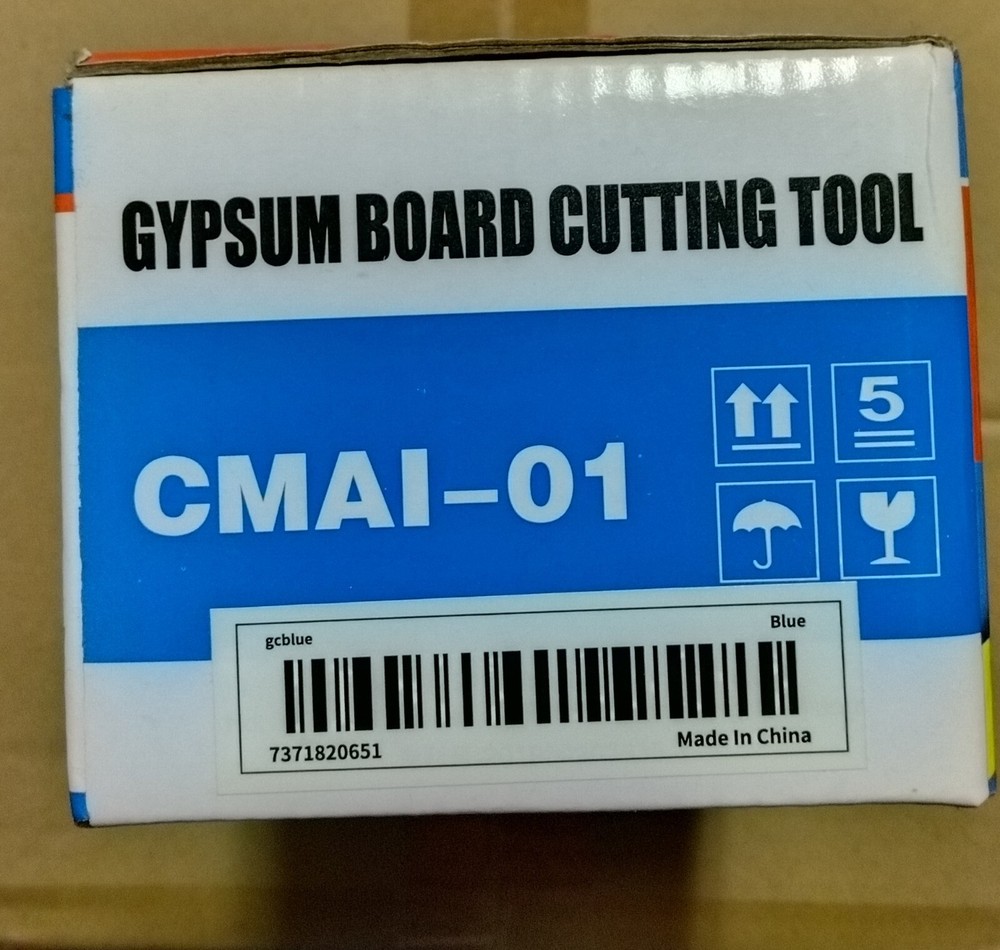 GYPSUM BOARD CUTTING TOOL
CMAI-01
5
gcblue
Blue
7371820651
Made In China